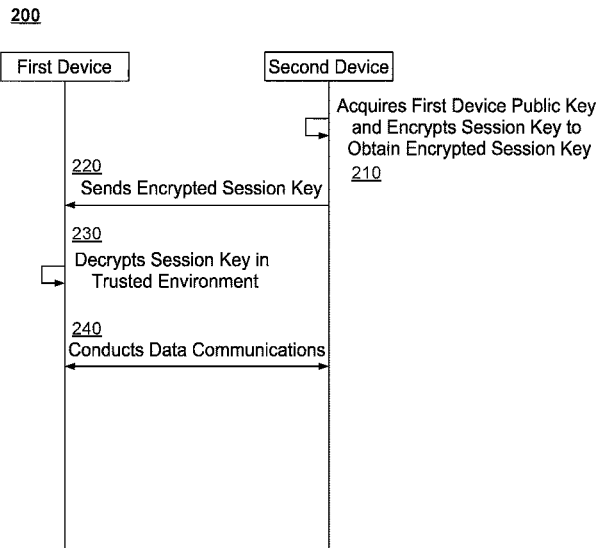 200
First Device
Second Device
Acquires First Device Public Key
and Encrypts Session Key to
Obtain Encrypted Session Key
210
220
Sends Encrypted Session Key
230
Decrypts Session Key in
Trusted Environment
240
Conducts Data Communications